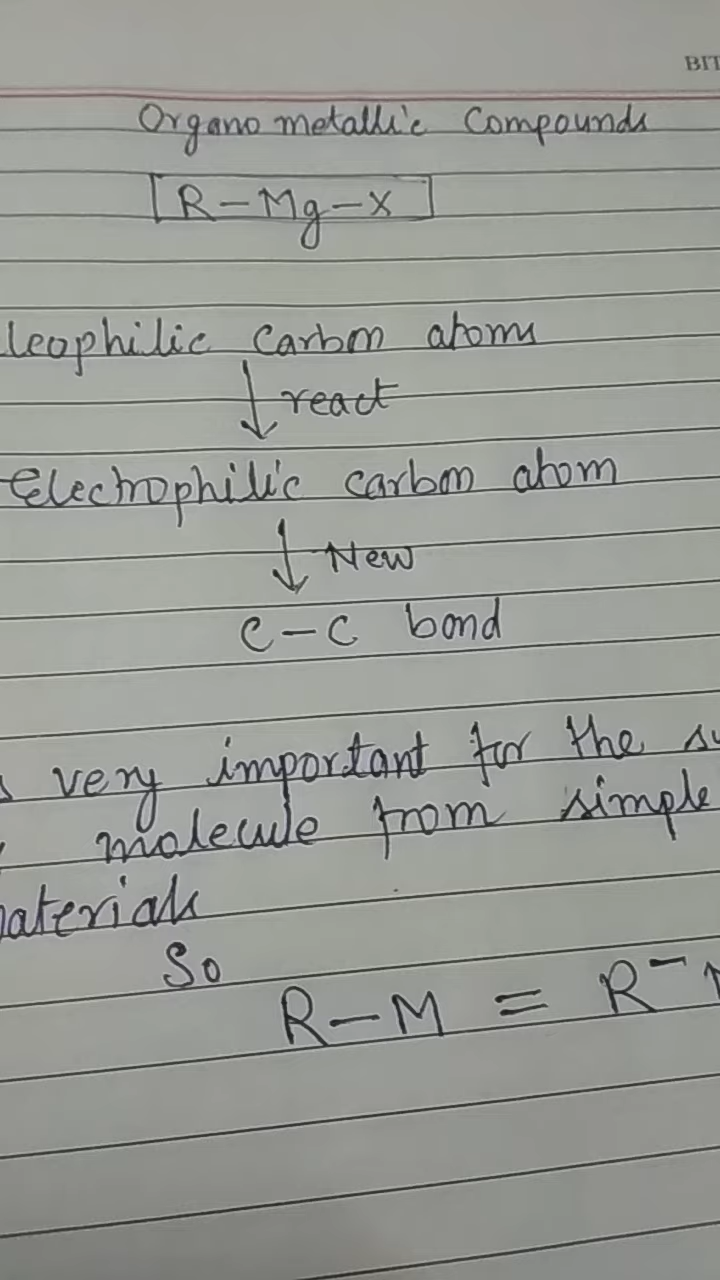 BIT
Organo metallic Compounds
R-Mg-X
leophilic carbon atoms
react
Electrophilic carbon atom
New
C-C bond
very important for the
molecule from simple
aterials
So
R-M = R⁻